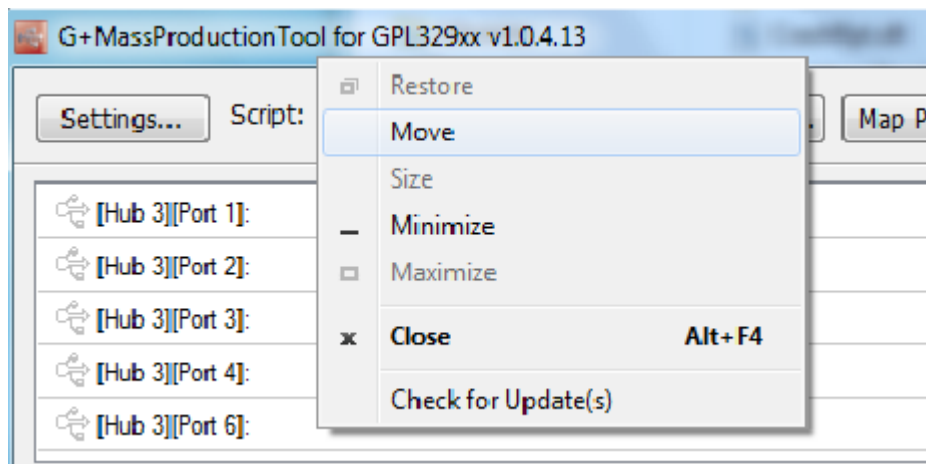 G+MassProductionTool for GPL329xx v1.0.4.13
Settings... Script: Map P
Restore
Move
Size
Minimize
Maximize
Close Alt+F4
Check for Update(s)
[Hub 3][Port 1]:
[Hub 3][Port 2]:
[Hub 3][Port 3]:
[Hub 3][Port 4]:
[Hub 3][Port 6]: